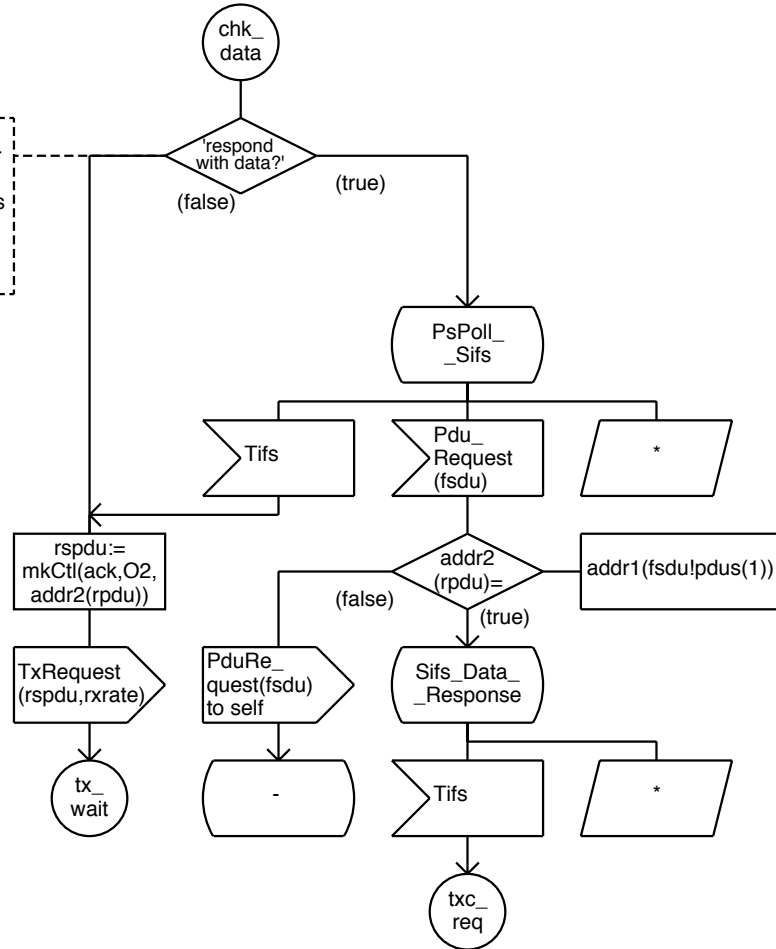 chk_
data
'respond
with data?'
s
(false)
(true)
PsPoll_
_Sifs
Tifs
Pdu_
Request
(fsdu)
*
rspdu:=
mkCtl(ack,O2,
addr2(rpdu))
addr2
(rpdu)=
addr1(fsdu!pdus(1))
(false)
(true)
TxRequest
(rspdu,rxrate)
PduRe_
quest(fsdu)
to self
Sifs_Data_
_Response
tx_
wait
-
Tifs
*
txc_
req